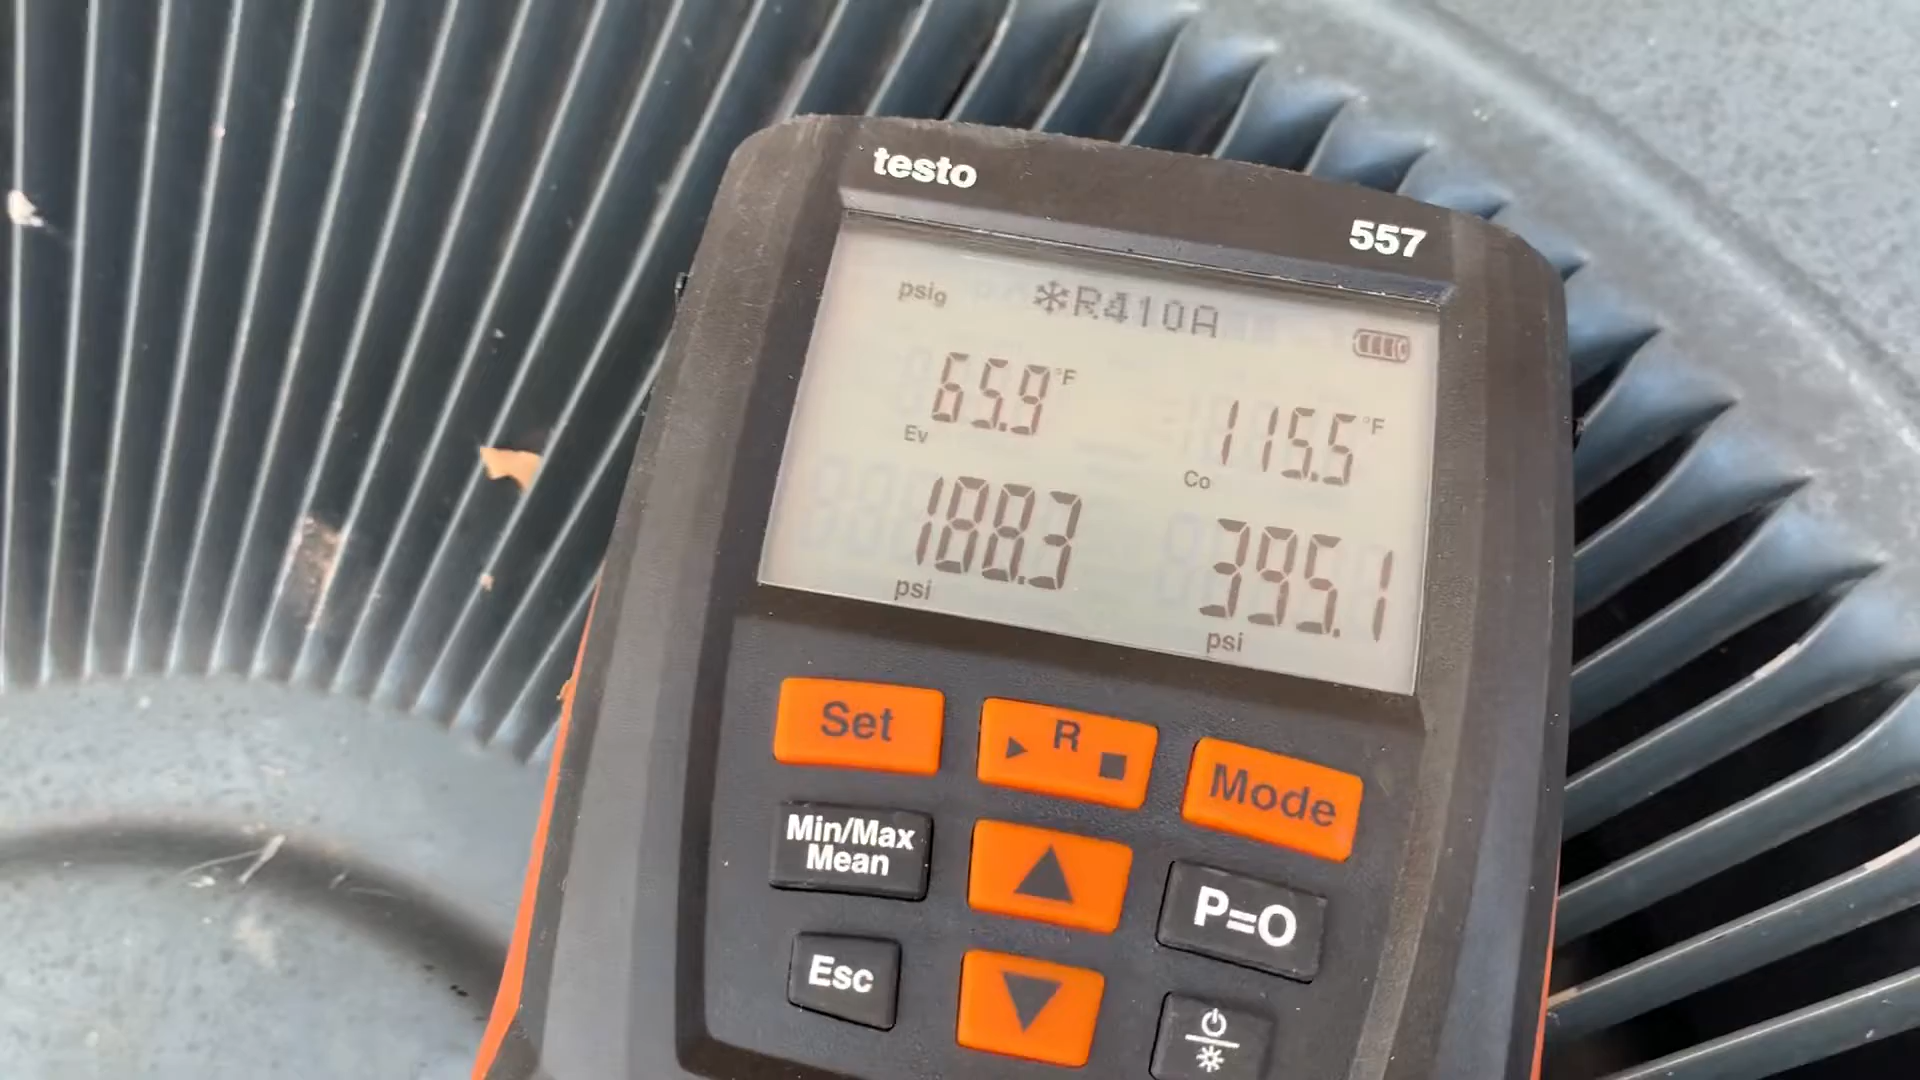 testo
557
psig ❄R410A
65.9°F
Ev
115.5°F
Co
188.3
psi
395.1
psi
Set
▶ R ■
Mode
Min/Max
Mean
▲
P=O
Esc
▼